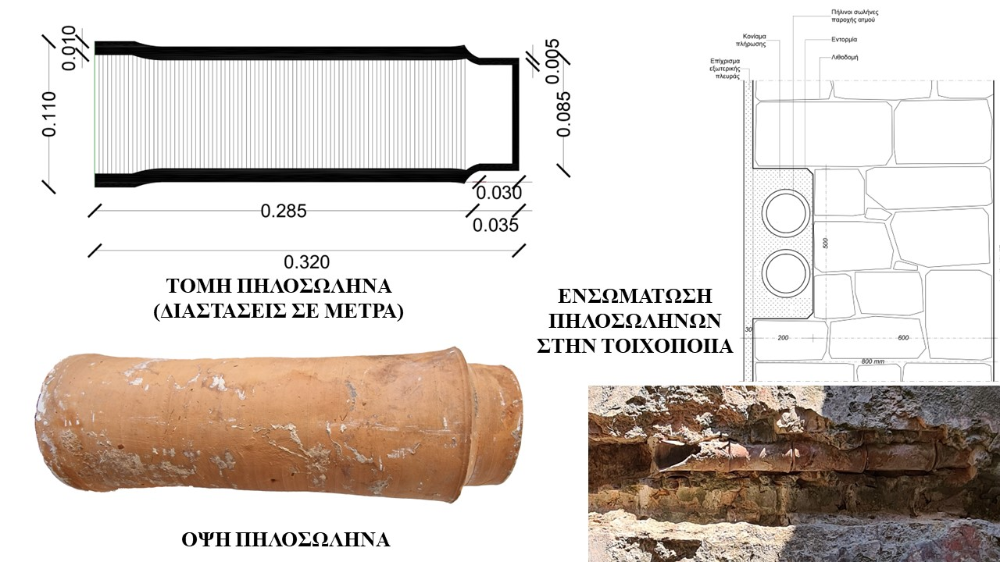 0.010
0.110
0.005
0.085
0.030
0.285
0.035
0.320
ΤΟΜΗ ΠΗΛΟΣΩΛΗΝΑ
(ΔΙΑΣΤΑΣΕΙΣ ΣΕ ΜΕΤΡΑ)
ΟΨΗ ΠΗΛΟΣΩΛΗΝΑ
ΕΝΣΩΜΑΤΩΣΗ
ΠΗΛΟΣΩΛΗΝΩΝ
ΣΤΗΝ ΤΟΙΧΟΠΟΠΑ
Πήλινοι σωλήνες
παροχής ατμού
Κονίαμα
πλήρωσης
Εντορμία
Λιθοδομή
Επίχρισμα
εξωτερικής
πλευράς
500
30
200
600
800 mm